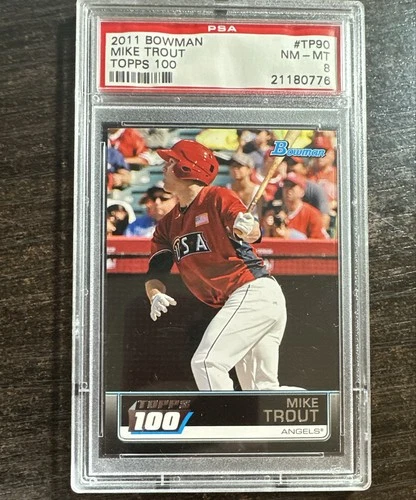 PSA
2011 BOWMAN #TP90
MIKE TROUT NM - MT
TOPPS 100 8
21180776
Bowman
USA
TOPPS
100
MIKE
TROUT
ANGELS®